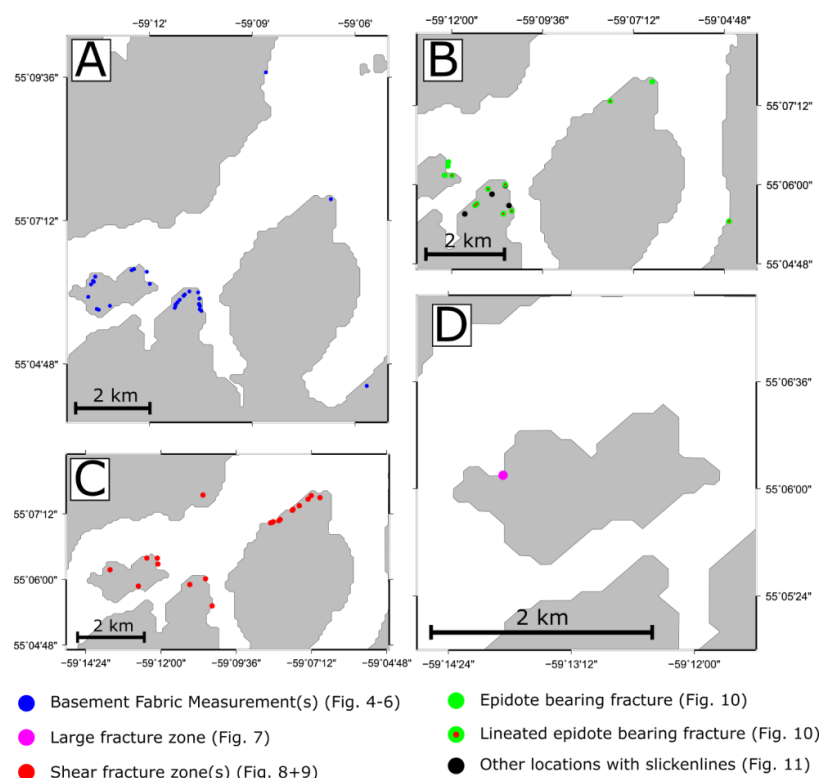 −59˚12' −59˚09' −59˚06'
A
55˚09'36"
55˚07'12"
55˚04'48"
2 km
−59˚12'00" −59˚09'36" −59˚07'12" −59˚04'48"
B
55˚07'12"
55˚06'00"
55˚04'48"
2 km
C
55˚07'12"
55˚06'00"
55˚04'48"
2 km
−59˚14'24" −59˚12'00" −59˚09'36" −59˚07'12" −59˚04'48"
D
55˚06'36"
55˚06'00"
55˚05'24"
2 km
−59˚14'24" −59˚13'12" −59˚12'00"
Basement Fabric Measurement(s) (Fig. 4-6)
Large fracture zone (Fig. 7)
Shear fracture zone(s) (Fig. 8+9)
Epidote bearing fracture (Fig. 10)
Lineated epidote bearing fracture (Fig. 10)
Other locations with slickenlines (Fig. 11)